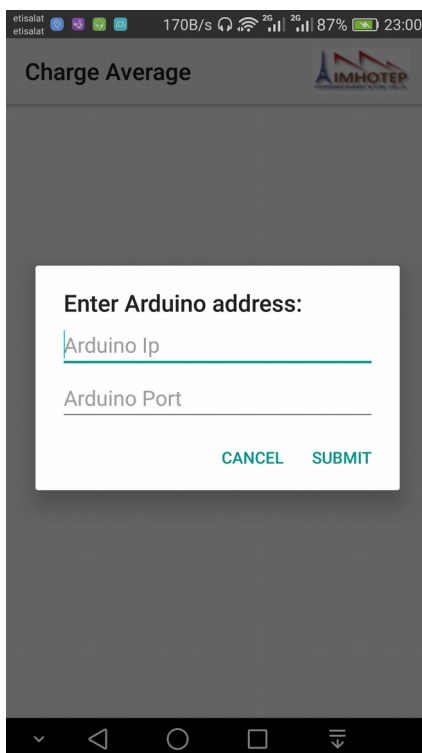 etisalat
etisalat
170B/s 2G 2G 87% 23:00
Charge Average
IMHOTEP
Enter Arduino address:
Arduino Ip
Arduino Port
CANCEL SUBMIT